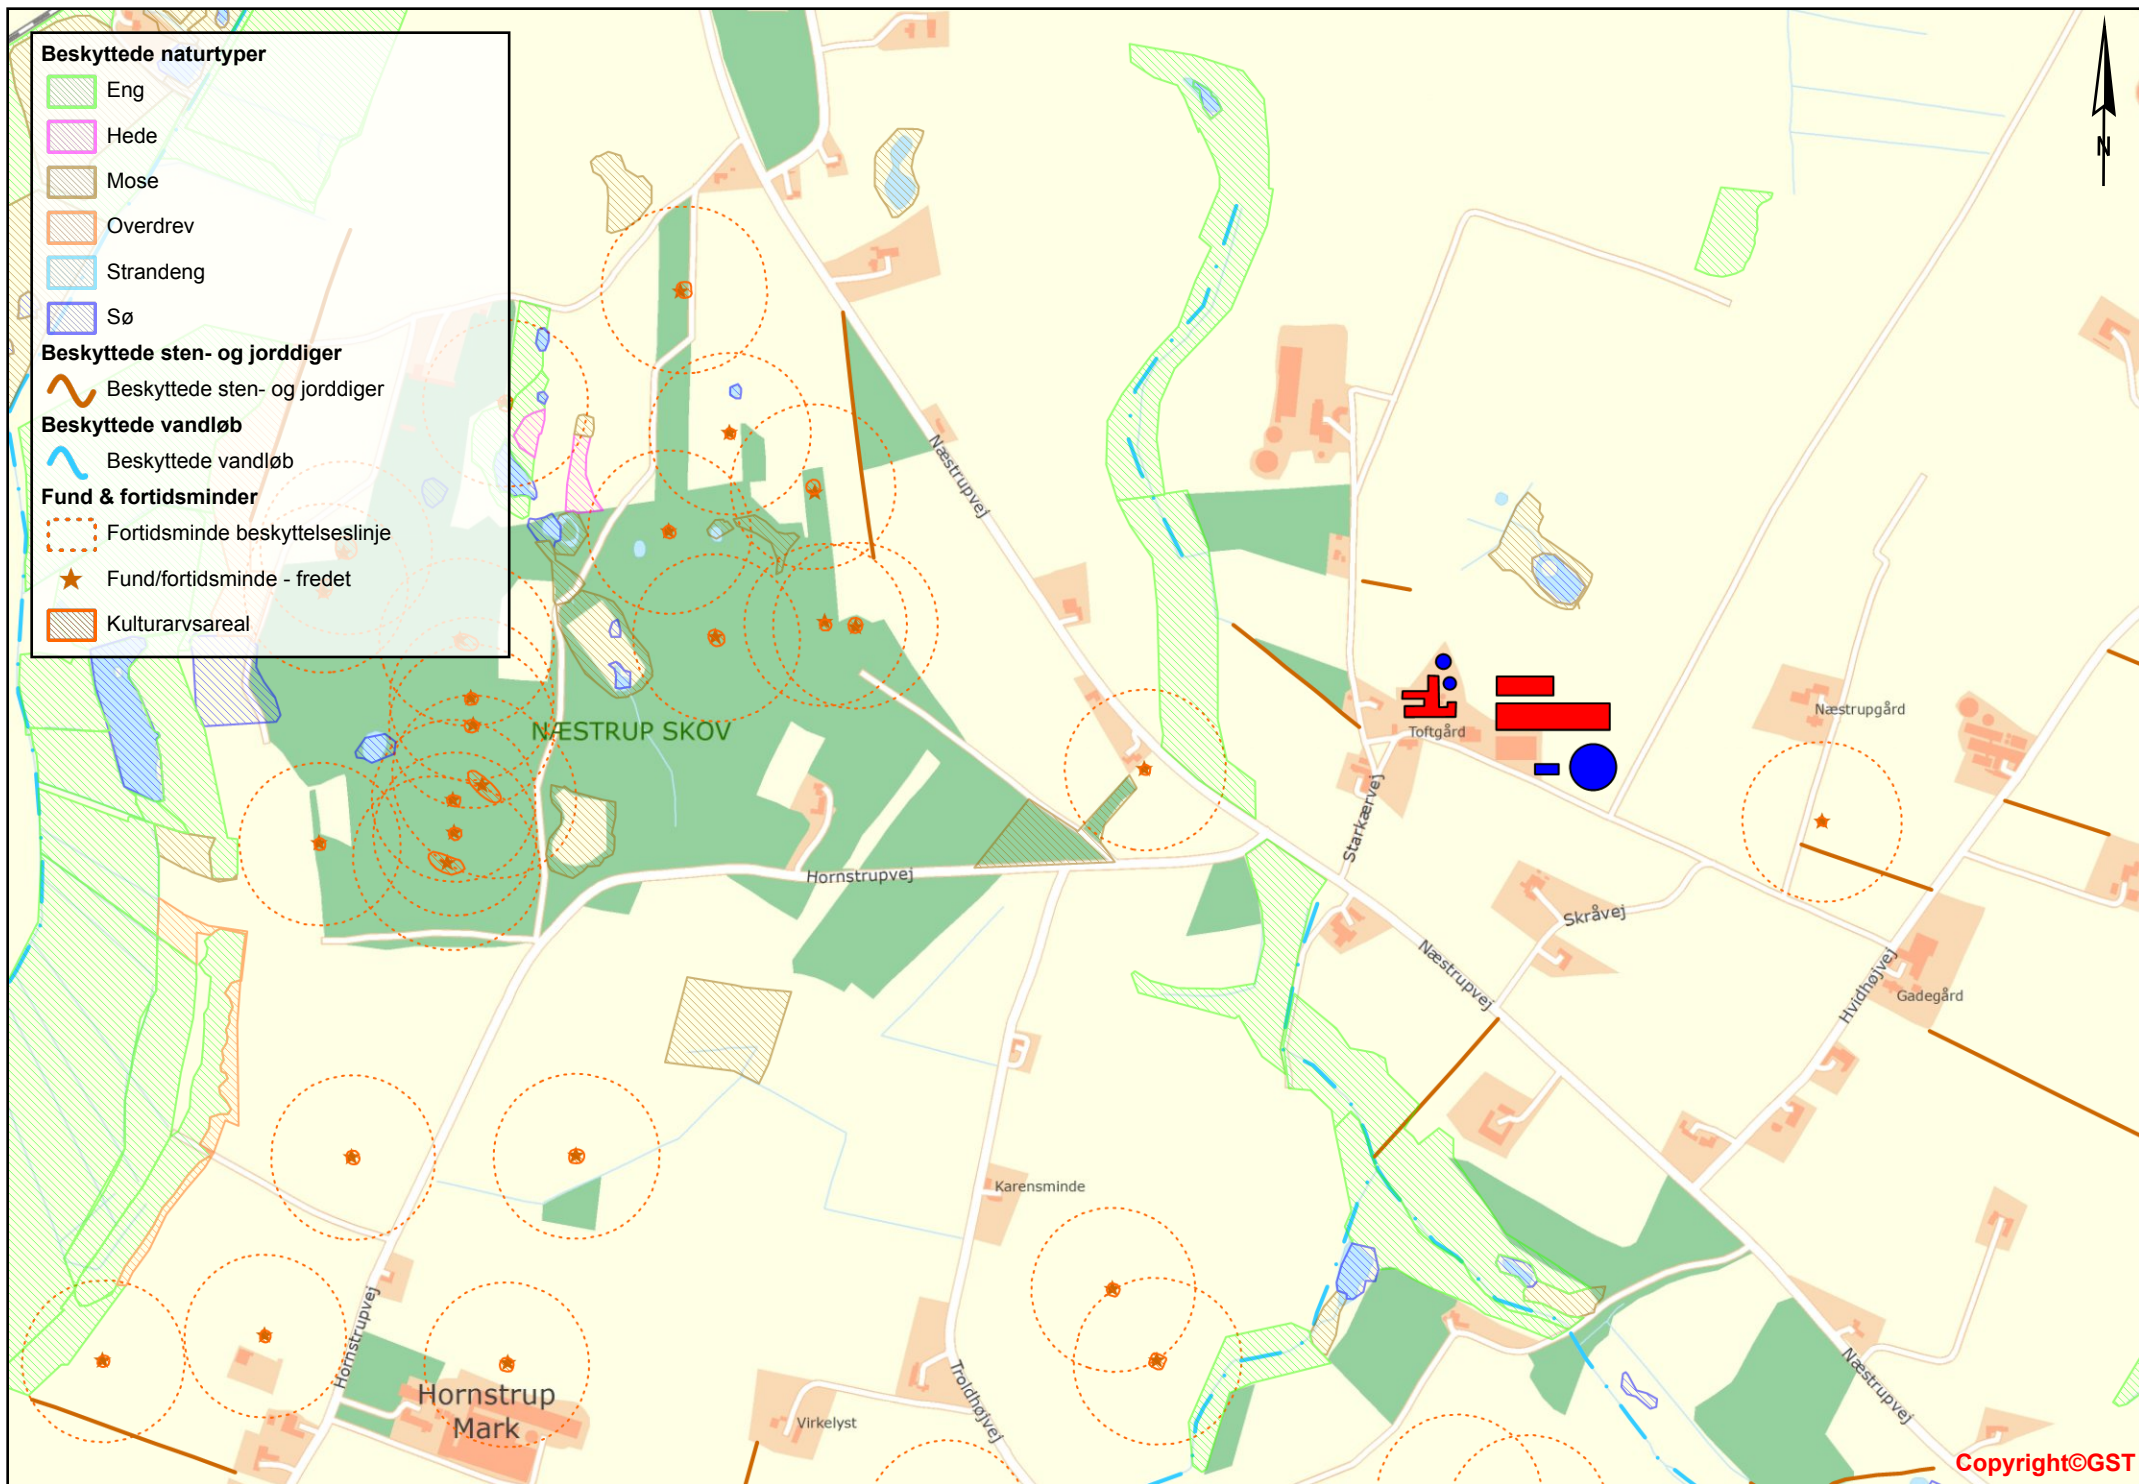 Beskyttede naturtyper
Eng
Hede
Mose
Overdrev
Strandeng
Sø
Beskyttede sten- og jorddiger
Beskyttede sten- og jorddiger
Beskyttede vandløb
Beskyttede vandløb
Fund & fortidsminder
Fortidsminde beskyttelseslinje
Fund/fortidsminde - fredet
Kulturarvsareal
N
Næstrupvej
NÆSTRUP SKOV
Toftgård
Næstrupgård
Starkærvej
Hornstrupvej
Skråvej
Næstrupvej
Hvidhøjvej
Gadegård
Karensminde
Hornstrupvej
Hornstrup
Mark
Troldhøjvej
Virkelyst
Næstrupvej
Copyright©GST